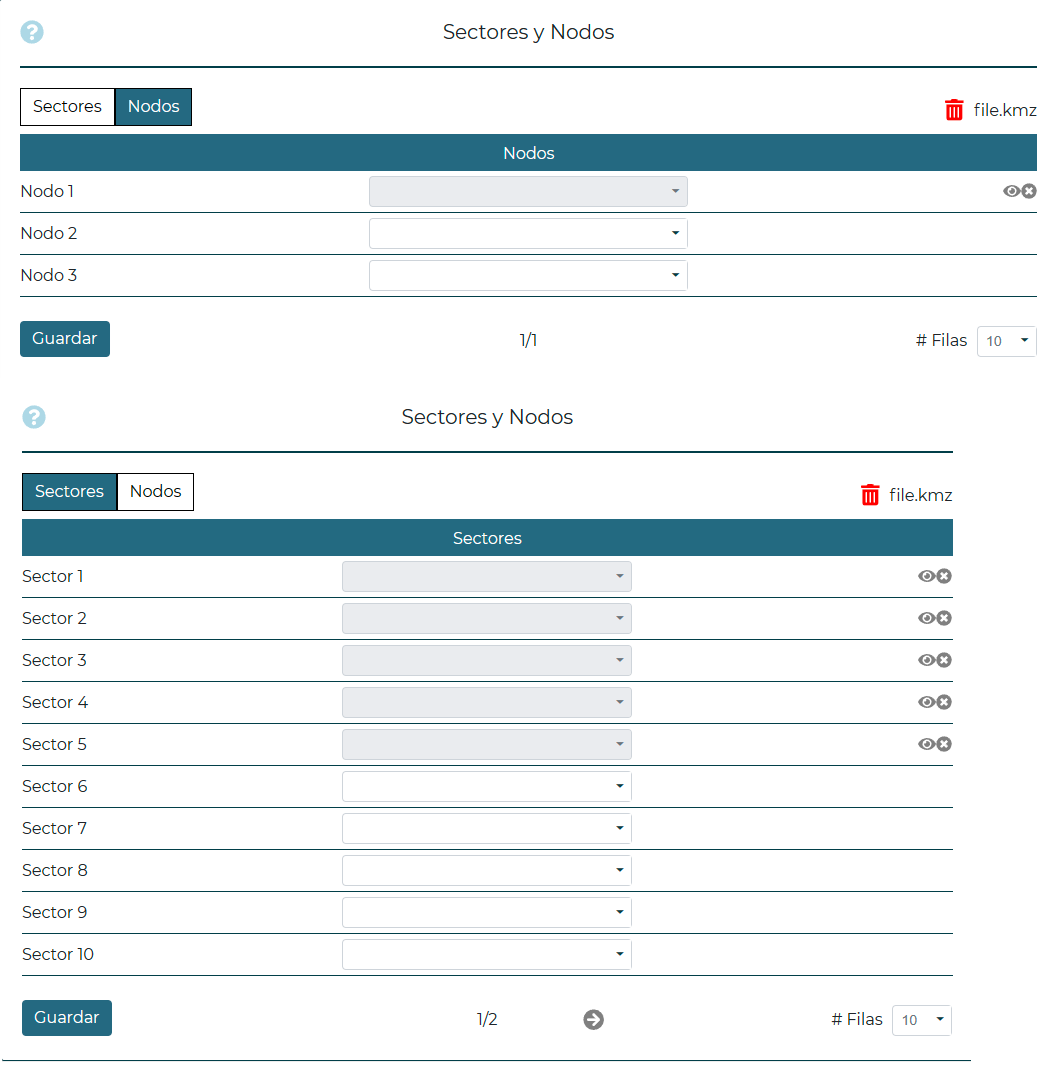 Sectores y Nodos
Sectores Nodos file.kmz
Nodos
Nodo 1
Nodo 2
Nodo 3
Guardar 1/1 # Filas 10
Sectores y Nodos
Sectores Nodos file.kmz
Sectores
Sector 1
Sector 2
Sector 3
Sector 4
Sector 5
Sector 6
Sector 7
Sector 8
Sector 9
Sector 10
Guardar 1/2 # Filas 10